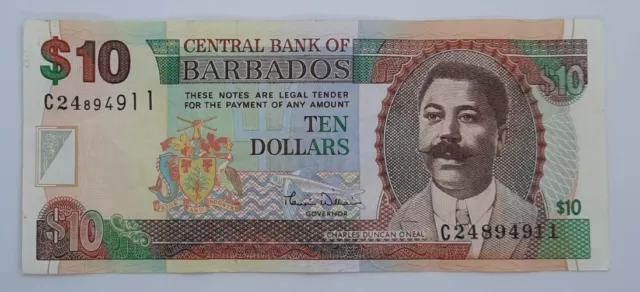 $10
CENTRAL BANK OF
BARBADOS
$10
C24894911
THESE NOTES ARE LEGAL TENDER
FOR THE PAYMENT OF ANY AMOUNT
TEN
DOLLARS
GOVERNOR
$10
$10
C24894911
CHARLES DUNCAN O'NEAL